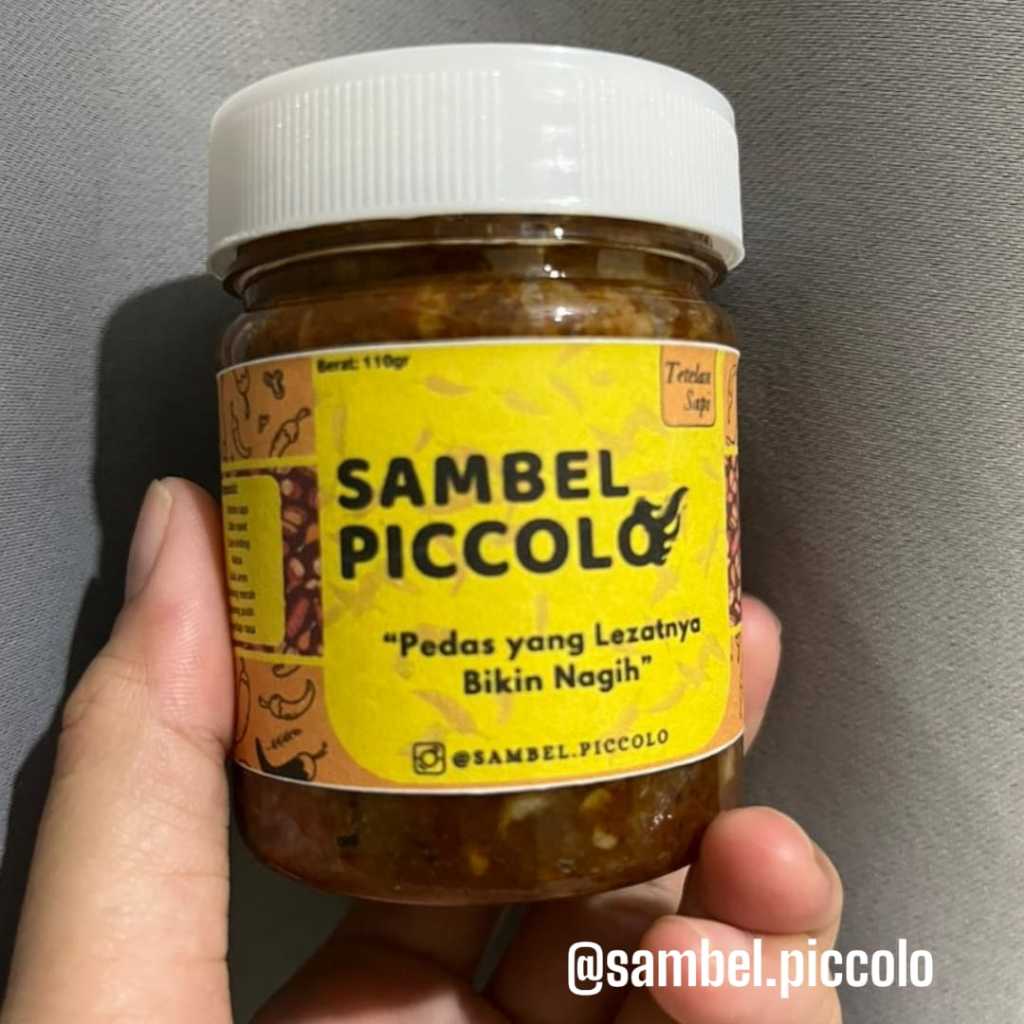 Berat: 110gr
Tetelan
Sapi
SAMBEL
PICCOLO
“Pedas yang Lezatnya
Bikin Nagih”
@SAMBEL.PICCOLO
@sambel.piccolo